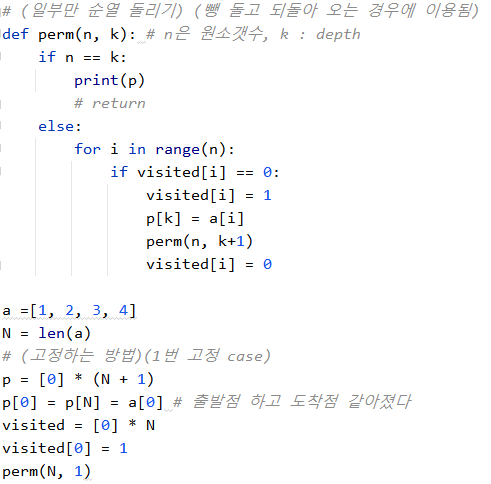 # (일부만 순열 돌리기) (뺑 돌고 되돌아 오는 경우에 이용됨)
def perm(n, k): # n은 원소갯수, k : depth
    if n == k:
        print(p)
        # return
    else:
        for i in range(n):
            if visited[i] == 0:
                visited[i] = 1
                p[k] = a[i]
                perm(n, k+1)
                visited[i] = 0
a =[1, 2, 3, 4]
N = len(a)
# (고정하는 방법)(1번 고정 case)
p = [0] * (N + 1)
p[0] = p[N] = a[0] # 출발점 하고 도착점 같아졌다
visited = [0] * N
visited[0] = 1
perm(N, 1)